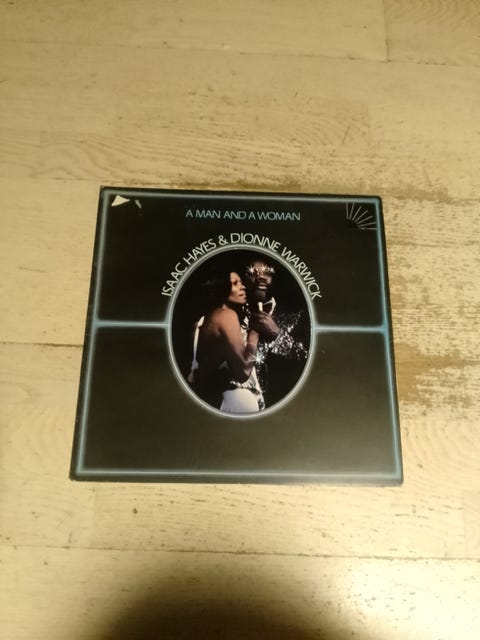 A MAN AND A WOMAN
ISAAC HAYES & DIONNE WARWICK